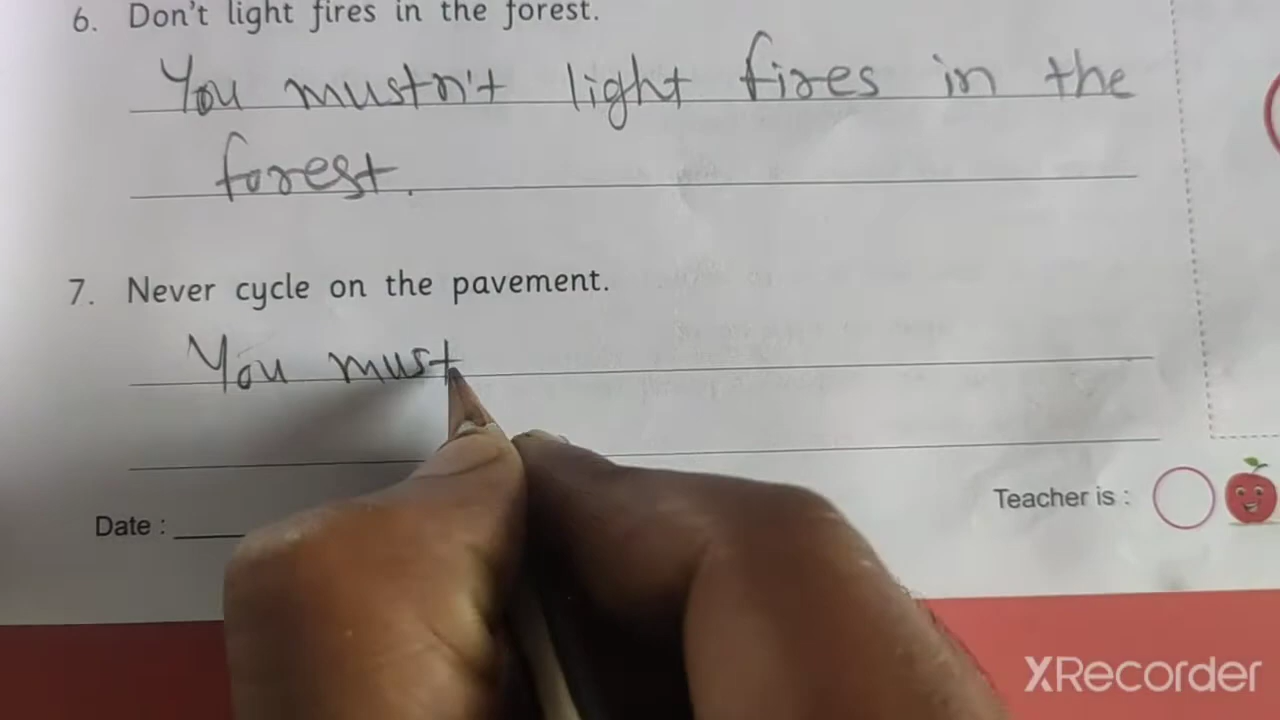 6. Don't light fires in the forest.
You mustn't light fires in the
forest.
7. Never cycle on the pavement.
You must
Date :
Teacher is :
XRecorder